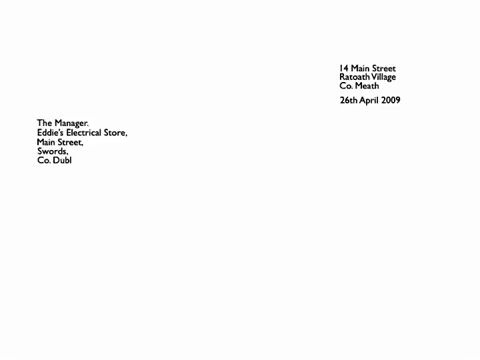 14 Main Street
Ratoath Village
Co. Meath
26th April 2009
The Manager.
Eddie's Electrical Store,
Main Street,
Swords,
Co. Dubl